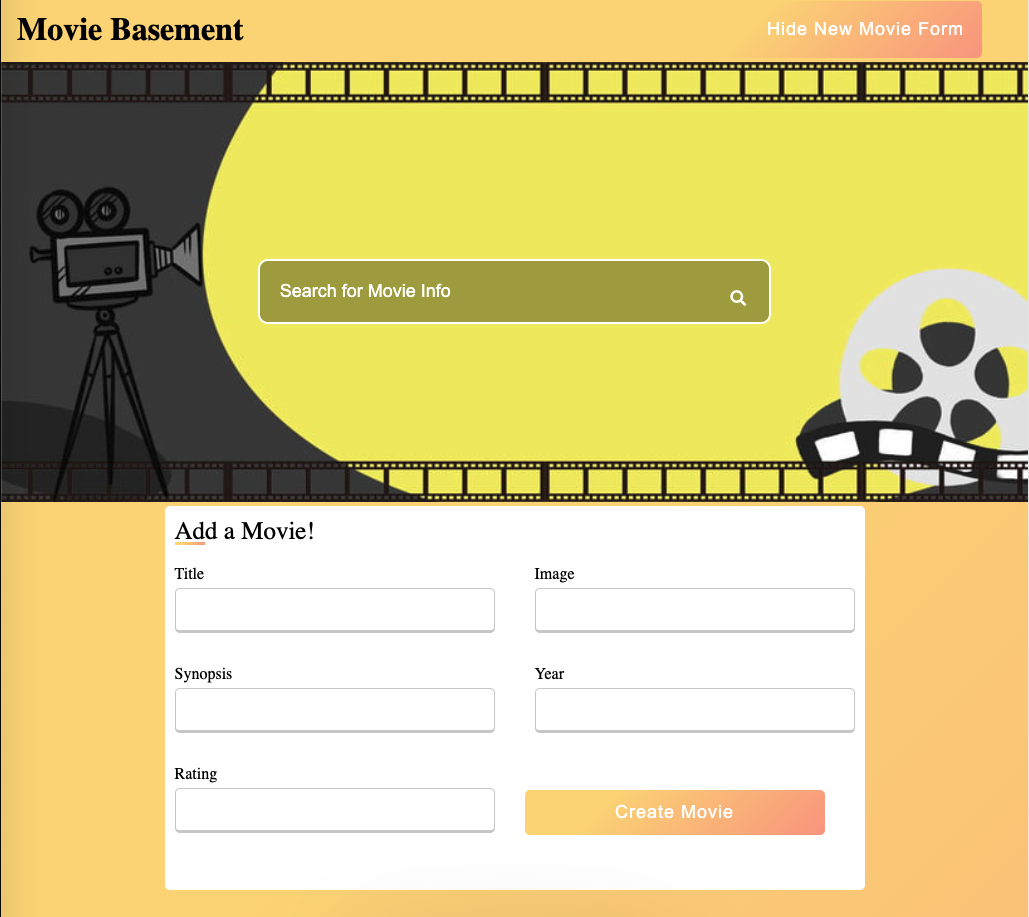 Movie Basement
Hide New Movie Form
Search for Movie Info
Add a Movie!
Title
Image
Synopsis
Year
Rating
Create Movie